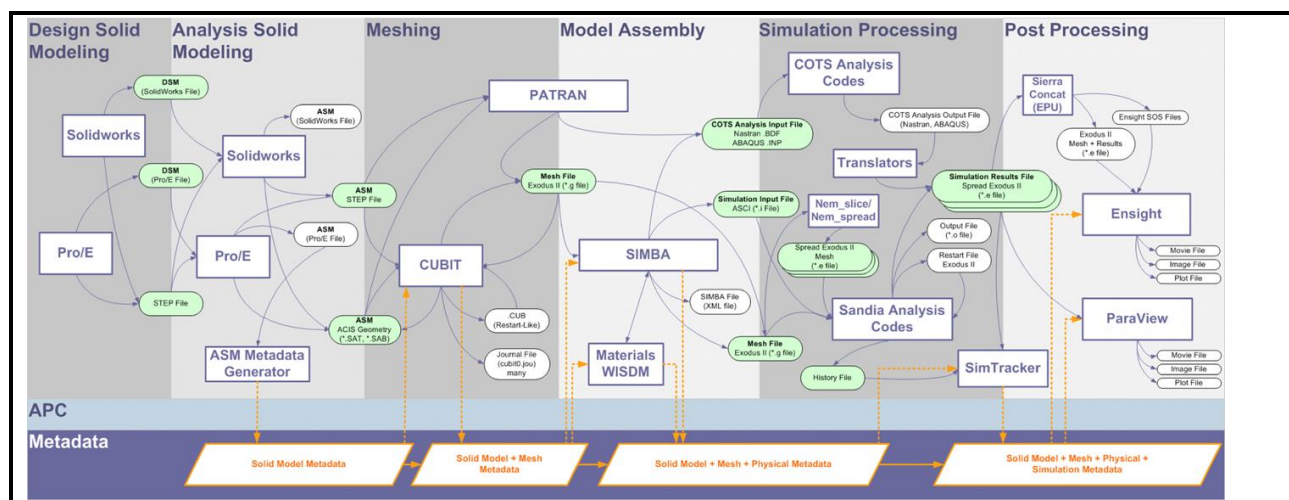 Design Solid
Modeling
Analysis Solid
Modeling
Meshing
Model Assembly
Simulation Processing
Post Processing
DSM
(SolidWorks File)
Solidworks
DSM
(Pro/E File)
Pro/E
STEP File
ASM
(SolidWorks File)
Solidworks
ASM
STEP File
ASM
(Pro/E File)
Pro/E
ASM
ACIS Geometry
(*.SAT, *.SAB)
ASM Metadata
Generator
PATRAN
Mesh File
Exodus II (*.g file)
CUBIT
.CUB
(Restart-Like)
Journal File
(cubit0.jou)
many
COTS Analysis Input File
Nastran .BDF
ABAQUS .INP
Simulation Input File
ASCI (*.i File)
SIMBA
SIMBA File
(XML file)
Materials
WISDM
Mesh File
Exodus II (*.g file)
COTS Analysis
Codes
COTS Analysis Output File
(Nastran, ABAQUS)
Translators
Simulation Results File
Spread Exodus II
(*.e file)
Nem_slice/
Nem_spread
Spread Exodus II
Mesh
(*.e file)
Output File
(*.o file)
Restart File
Exodus II
Sandia Analysis
Codes
History File
SimTracker
Sierra
Concat
(EPU)
Ensight SOS Files
Exodus II
Mesh + Results
(*.e file)
Ensight
Movie File
Image File
Plot File
ParaView
Movie File
Image File
Plot File
APC
Metadata
Solid Model Metadata
Solid Model + Mesh
Metadata
Solid Model + Mesh + Physical Metadata
Solid Model + Mesh + Physical +
Simulation Metadata